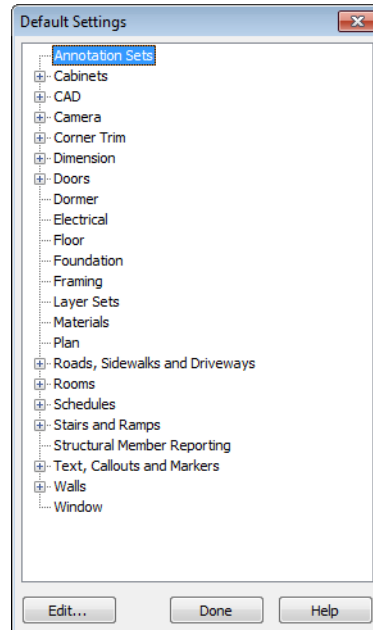 Default Settings
Annotation Sets
Cabinets
CAD
Camera
Corner Trim
Dimension
Doors
Dormer
Electrical
Floor
Foundation
Framing
Layer Sets
Materials
Plan
Roads, Sidewalks and Driveways
Rooms
Schedules
Stairs and Ramps
Structural Member Reporting
Text, Callouts and Markers
Walls
Window
Edit... Done Help